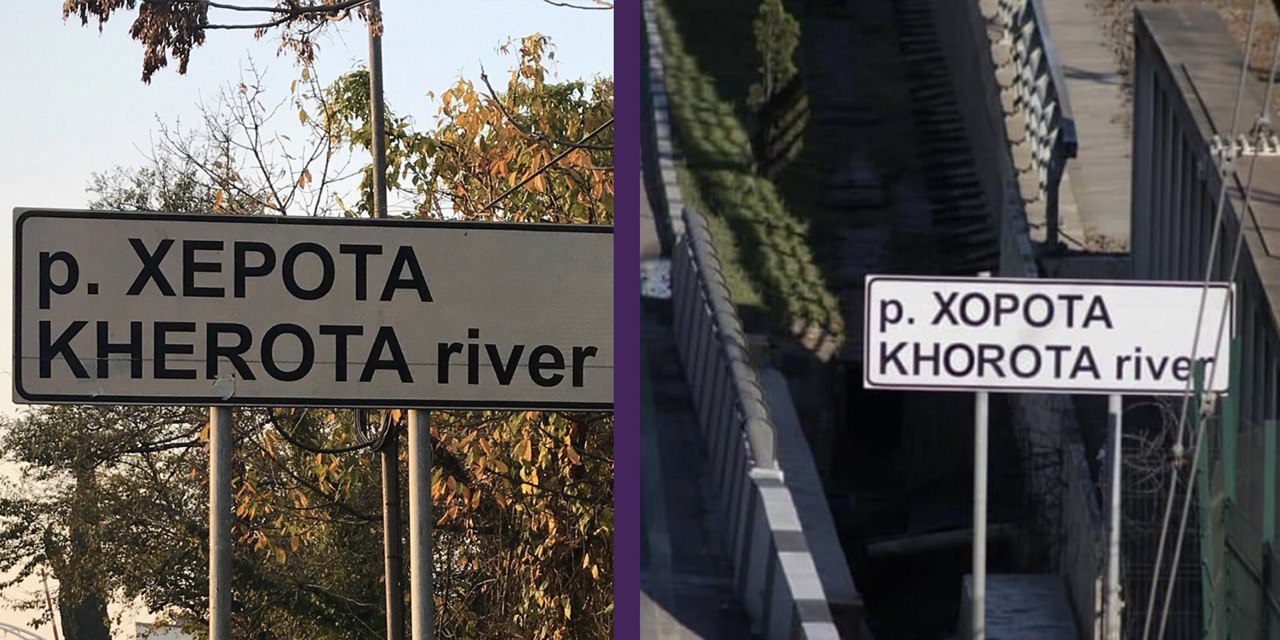 р. ХЕРОТА
KHEROTA river
р. ХОРОТА
KHOROTA river